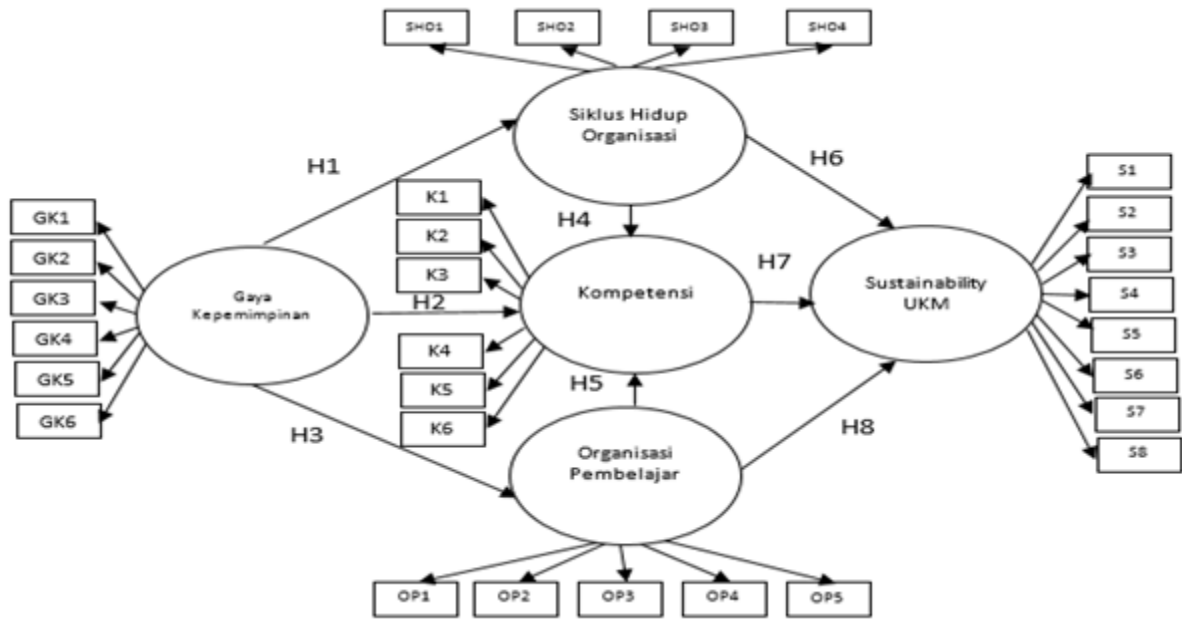 SHO1
SHO2
SHO3
SHO4
Siklus Hidup
Organisasi
H1
H6
GK1
GK2
GK3
GK4
GK5
GK6
Gaya
Kepemimpinan
K1
K2
K3
H4
H2
Kompetensi
H7
K4
K5
K6
H5
H3
Sustainability
UKM
S1
S2
S3
S4
S5
S6
S7
S8
H8
Organisasi
Pembelajar
OP1
OP2
OP3
OP4
OP5